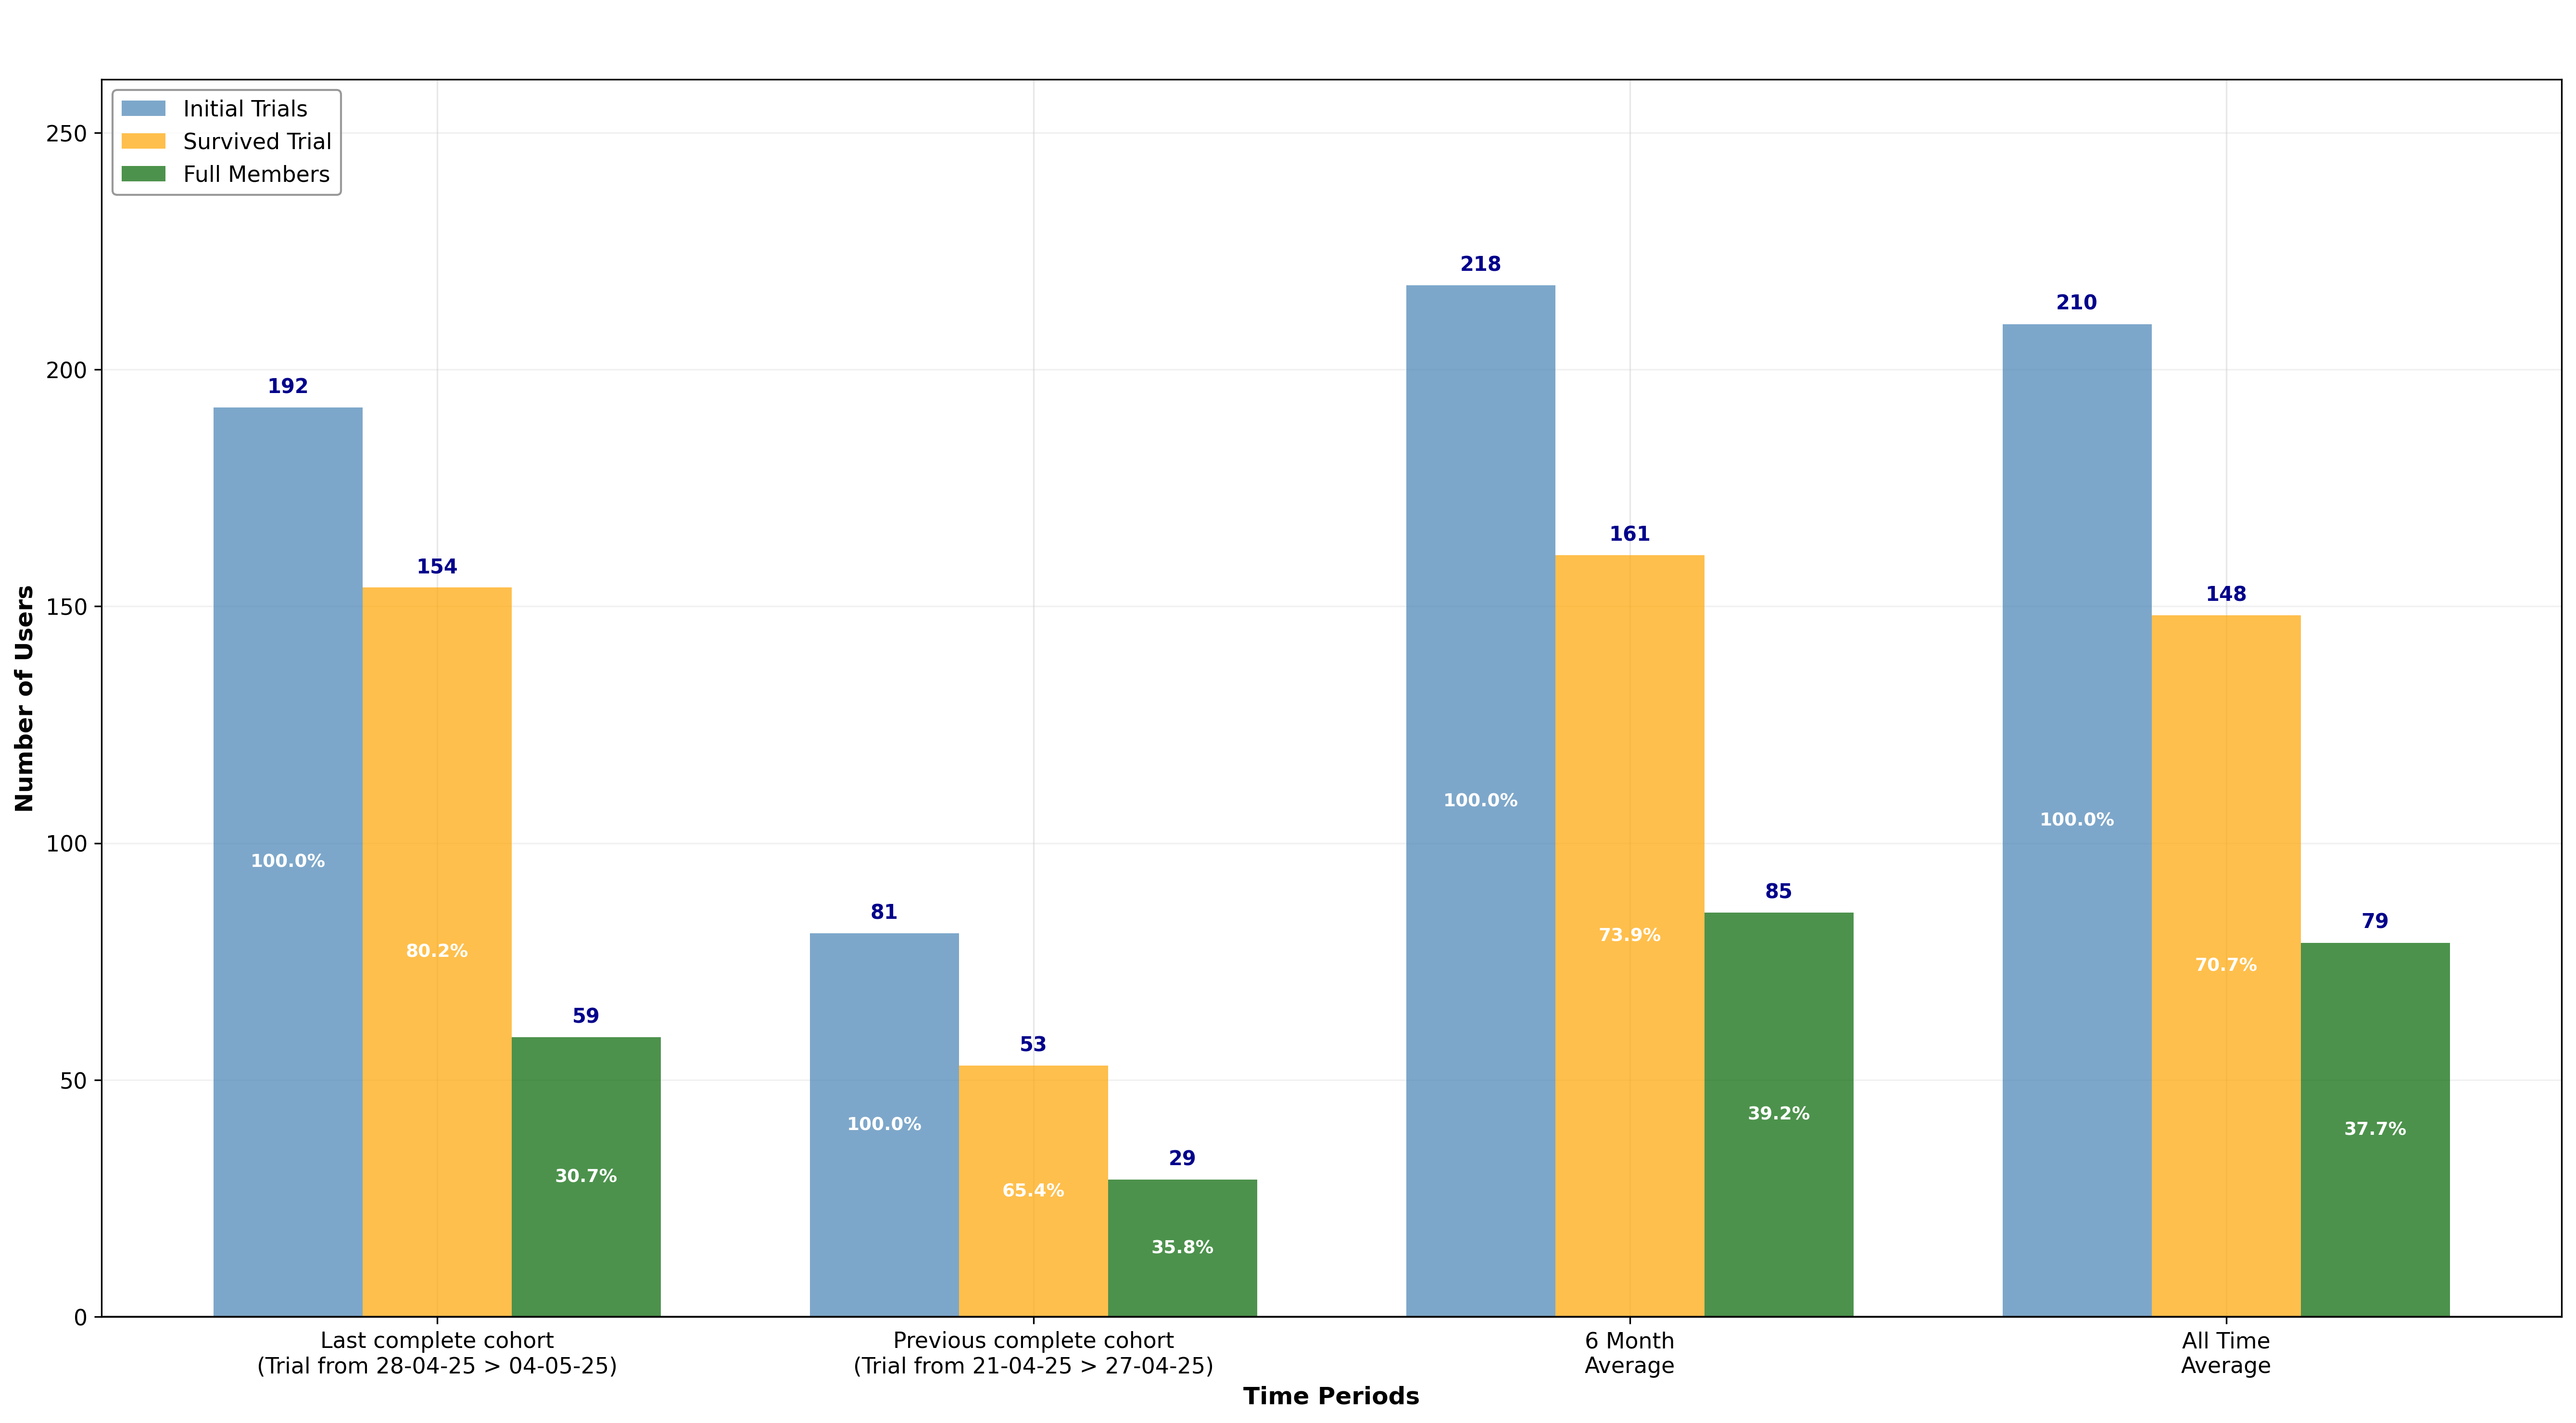 Initial Trials
Survived Trial
Full Members
Number of Users
250
200
150
100
50
0
192
100.0%
154
80.2%
59
30.7%
81
100.0%
53
65.4%
29
35.8%
218
100.0%
161
73.9%
85
39.2%
210
100.0%
148
70.7%
79
37.7%
Last complete cohort
(Trial from 28-04-25 > 04-05-25)
Previous complete cohort
(Trial from 21-04-25 > 27-04-25)
6 Month
Average
All Time
Average
Time Periods